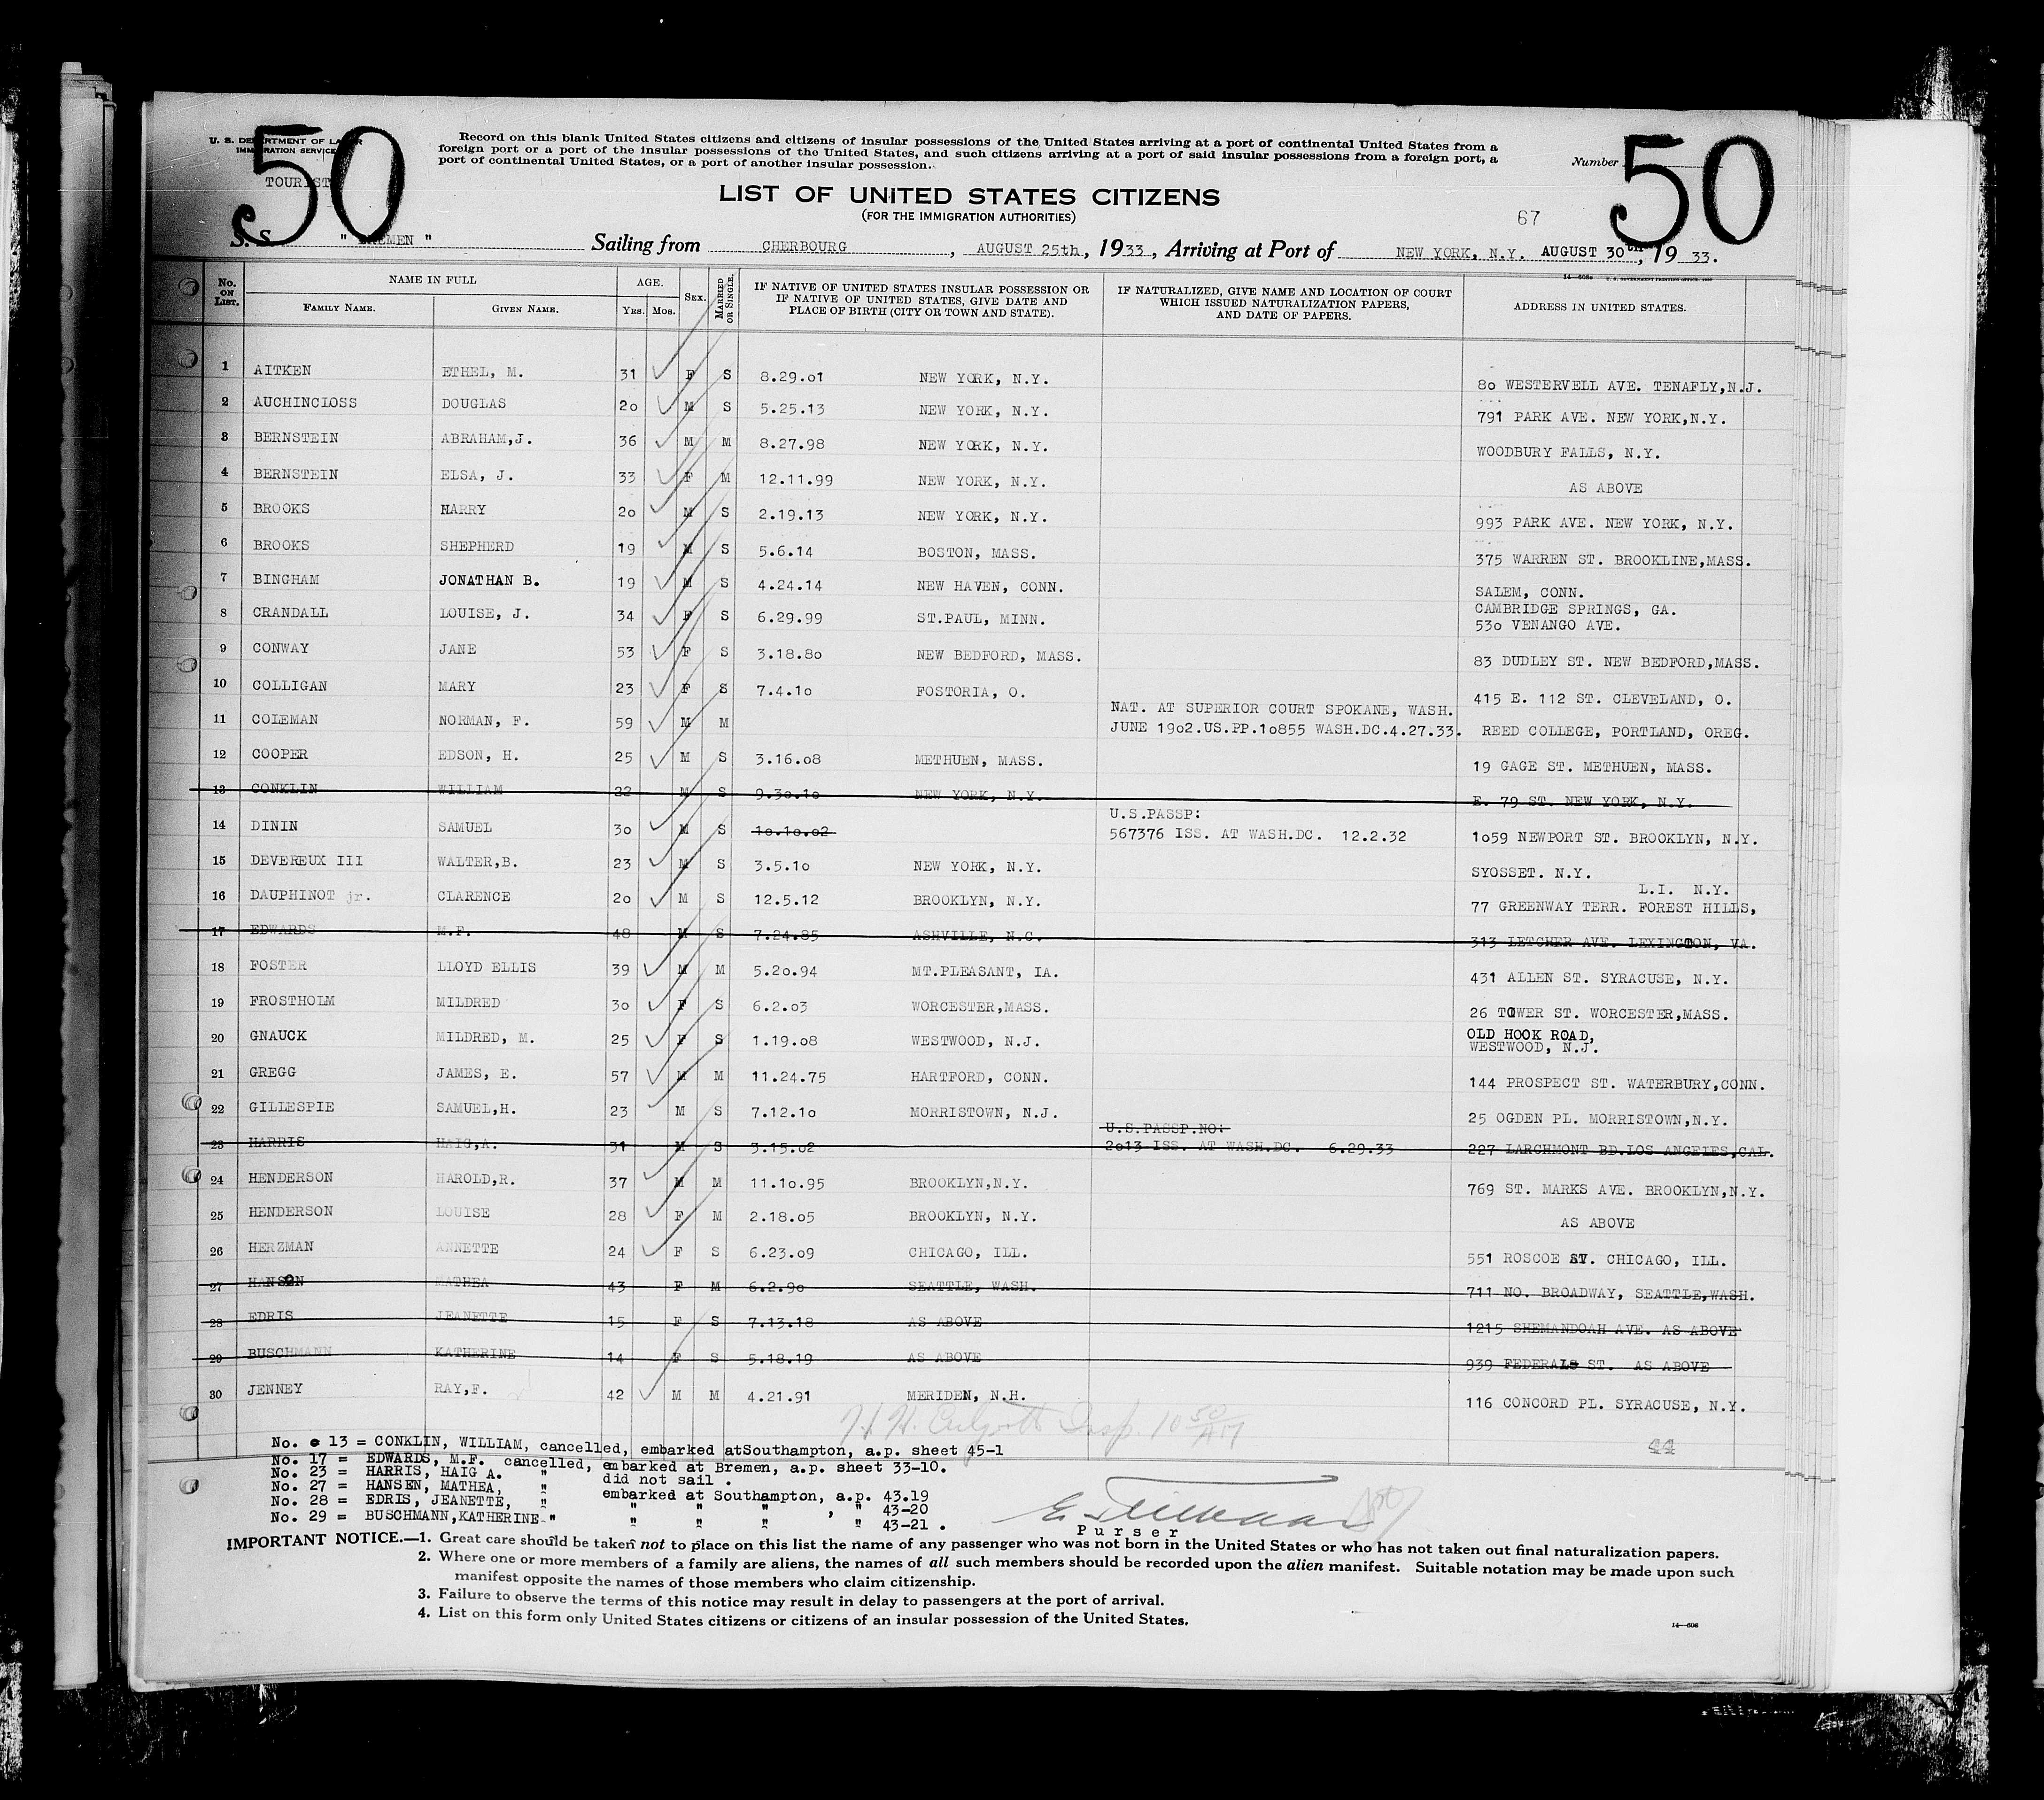 50
50
U. S. DEPARTMENT OF LABOR
IMMIGRATION SERVICE
TOURIST
Record on this blank United States citizens and citizens of insular possessions of the United States arriving at a port of continental United States from a
foreign port or a port of the insular possessions of the United States, and such citizens arriving at a port of said insular possessions from a foreign port, a
port of continental United States, or a port of another insular possession.
Number
LIST OF UNITED STATES CITIZENS
(FOR THE IMMIGRATION AUTHORITIES)
67
S. S. " BREMEN " Sailing from CHERBOURG, AUGUST 25th, 1933, Arriving at Port of NEW YORK, N.Y. AUGUST 30th, 19 33.
No. ON LIST. NAME IN FULL FAMILY NAME. GIVEN NAME. AGE. YRS. MOS. SEX. MARRIED OR SINGLE. IF NATIVE OF UNITED STATES INSULAR POSSESSION OR IF NATIVE OF UNITED STATES, GIVE DATE AND PLACE OF BIRTH (CITY OR TOWN AND STATE). IF NATURALIZED, GIVE NAME AND LOCATION OF COURT WHICH ISSUED NATURALIZATION PAPERS, AND DATE OF PAPERS. ADDRESS IN UNITED STATES.
1 AITKEN ETHEL, M. 31 F S 8.29.01 NEW YORK, N.Y. 80 WESTERVELL AVE. TENAFLY,N.J.
2 AUCHINCLOSS DOUGLAS 20 M S 5.25.13 NEW YORK, N.Y. 791 PARK AVE. NEW YORK,N.Y.
3 BERNSTEIN ABRAHAM,J. 36 M M 8.27.98 NEW YORK, N.Y. WOODBURY FALLS, N.Y.
4 BERNSTEIN ELSA, J. 33 F M 12.11.99 NEW YORK, N.Y. AS ABOVE
5 BROOKS HARRY 20 M S 2.19.13 NEW YORK, N.Y. 993 PARK AVE. NEW YORK, N.Y.
6 BROOKS SHEPHERD 19 M S 5.6.14 BOSTON, MASS. 375 WARREN ST. BROOKLINE,MASS.
7 BINGHAM JONATHAN B. 19 M S 4.24.14 NEW HAVEN, CONN. SALEM, CONN.
8 CRANDALL LOUISE, J. 34 F S 6.29.99 ST.PAUL, MINN. CAMBRIDGE SPRINGS, GA.
530 VENANGO AVE.
9 CONWAY JANE 53 F S 3.18.80 NEW BEDFORD, MASS. 83 DUDLEY ST. NEW BEDFORD,MASS.
10 COLLIGAN MARY 23 F S 7.4.10 FOSTORIA, O. 415 E. 112 ST. CLEVELAND, O.
NAT. AT SUPERIOR COURT SPOKANE, WASH.
11 COLEMAN NORMAN, F. 59 M M JUNE 1902.US.PP.10855 WASH.DC.4.27.33. REED COLLEGE, PORTLAND, OREG.
12 COOPER EDSON, H. 25 M S 3.16.08 METHUEN, MASS. 19 GAGE ST. METHUEN, MASS.
13 CONKLIN WILLIAM 22 M S 9.30.10 NEW YORK, N.Y. E. 79 ST. NEW YORK, N.Y.
U.S.PASSP:
14 DININ SAMUEL 30 M S 10.10.02 567376 ISS. AT WASH.DC. 12.2.32 1059 NEWPORT ST. BROOKLYN, N.Y.
15 DEVEREUX III WALTER,B. 23 M S 3.5.10 NEW YORK, N.Y. SYOSSET. N.Y.
L.I. N.Y.
16 DAUPHINOT jr. CLARENCE 20 M S 12.5.12 BROOKLYN, N.Y. 77 GREENWAY TERR. FOREST HILLS,
17 EDWARDS M.F. 48 M S 7.24.85 ASHVILLE, N.C. 313 LETCHER AVE. LEXINGTON, VA.
18 FOSTER LLOYD ELLIS 39 M M 5.20.94 MT.PLEASANT, IA. 431 ALLEN ST. SYRACUSE, N.Y.
19 FROSTHOLM MILDRED 30 F S 6.2.03 WORCESTER,MASS. 26 TOWER ST. WORCESTER,MASS.
20 GNAUCK MILDRED, M. 25 F S 1.19.08 WESTWOOD, N.J. OLD HOOK ROAD,
WESTWOOD, N.J.
21 GREGG JAMES, E. 57 M M 11.24.75 HARTFORD, CONN. 144 PROSPECT ST. WATERBURY,CONN.
22 GILLESPIE SAMUEL,H. 23 M S 7.12.10 MORRISTOWN, N.J. 25 OGDEN PL. MORRISTOWN,N.Y.
U.S.PASSP.NO:
23 HARRIS HAIG,A. 31 M S 3.15.02 2013 ISS. AT WASH.DC. 6.29.33 227 LARCHMONT BD.LOS ANGELES,CAL.
24 HENDERSON HAROLD,R. 37 M M 11.10.95 BROOKLYN,N.Y. 769 ST. MARKS AVE. BROOKLYN,N.Y.
25 HENDERSON LOUISE 28 F M 2.18.05 BROOKLYN, N.Y. AS ABOVE
26 HERZMAN ANNETTE 24 F S 6.23.09 CHICAGO, ILL. 551 ROSCOE ST. CHICAGO, ILL.
27 HANSON MATHEA 43 F M 6.2.90 SEATTLE, WASH. 711 NO. BROADWAY, SEATTLE,WASH.
28 EDRIS JEANETTE 15 F S 7.13.18 AS ABOVE 1215 SHEMANDOAH AVE. AS ABOVE
29 BUSCHMANN KATHERINE 14 F S 5.18.19 AS ABOVE 939 FEDERALS ST. AS ABOVE
30 JENNEY RAY,F. 42 M M 4.21.91 MERIDEN, N.H. 116 CONCORD PL. SYRACUSE, N.Y.
Insp. 10 50 AM
44
No. 13 = CONKLIN, WILLIAM, cancelled, embarked atSouthampton, a.p. sheet 45-1
No. 17 = EDWARDS, M.F. cancelled, embarked at Bremen, a.p. sheet 33-10.
No. 23 = HARRIS, HAIG A. " did not sail .
No. 27 = HANSEN, MATHEA, " embarked at Southampton, a.p. 43.19
No. 28 = EDRIS, JEANETTE, " " " " , " 43-20
No. 29 = BUSCHMANN,KATHERINE-" " " " " 43-21 .
Purser
IMPORTANT NOTICE.—1. Great care should be taken not to place on this list the name of any passenger who was not born in the United States or who has not taken out final naturalization papers.
2. Where one or more members of a family are aliens, the names of all such members should be recorded upon the alien manifest. Suitable notation may be made upon such
manifest opposite the names of those members who claim citizenship.
3. Failure to observe the terms of this notice may result in delay to passengers at the port of arrival.
4. List on this form only United States citizens or citizens of an insular possession of the United States.
14—608